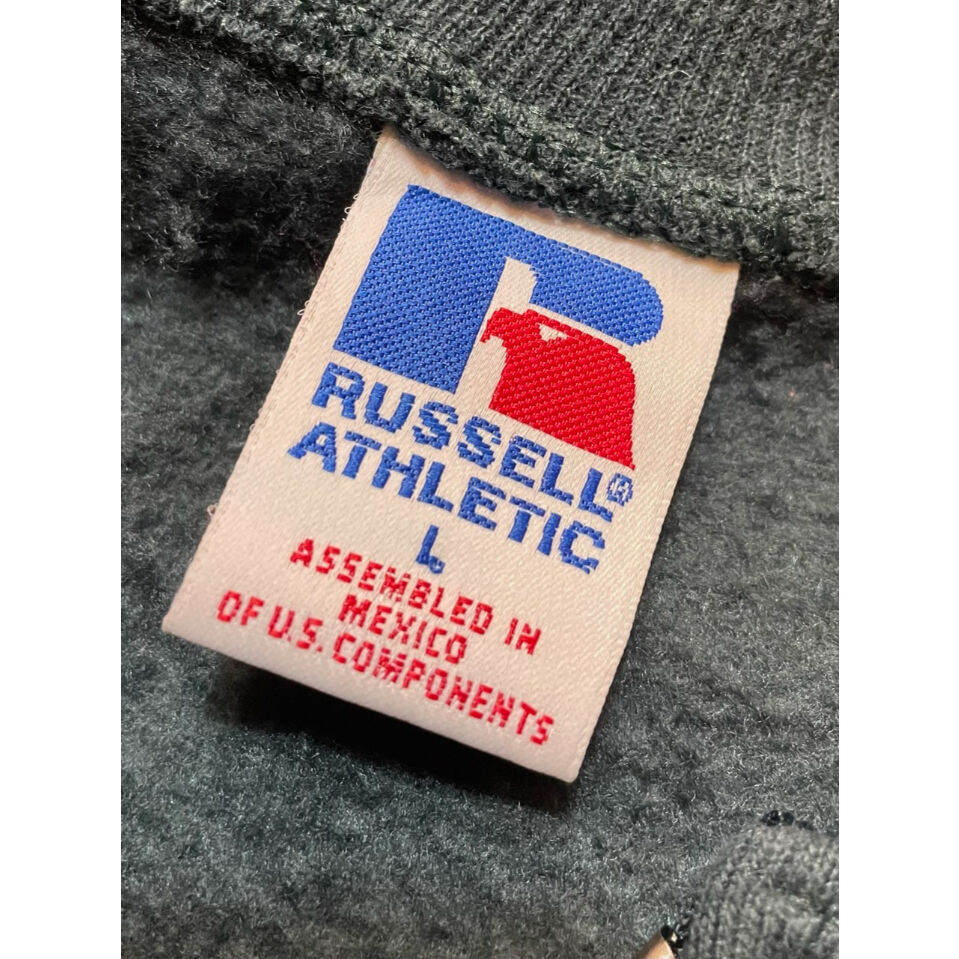 RUSSELL®
ATHLETIC
L
ASSEMBLED IN
MEXICO
OF U.S. COMPONENTS